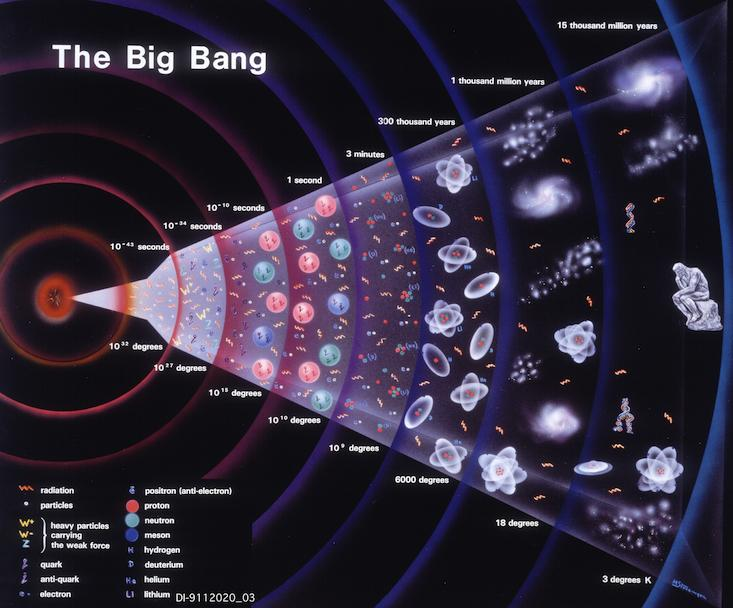 The Big Bang
15 thousand million years
1 thousand million years
300 thousand years
3 minutes
1 second
10⁻¹⁰ seconds
10⁻³⁴ seconds
10⁻⁴³ seconds
10³² degrees
10²⁷ degrees
10¹⁵ degrees
10¹⁰ degrees
10⁹ degrees
6000 degrees
18 degrees
3 degrees K
radiation
particles
W+
W-
Z
heavy particles
carrying
the weak force
quark
anti-quark
e- electron
positron (anti-electron)
proton
neutron
meson
H hydrogen
D deuterium
He helium
Li lithium
DI-9112020_03